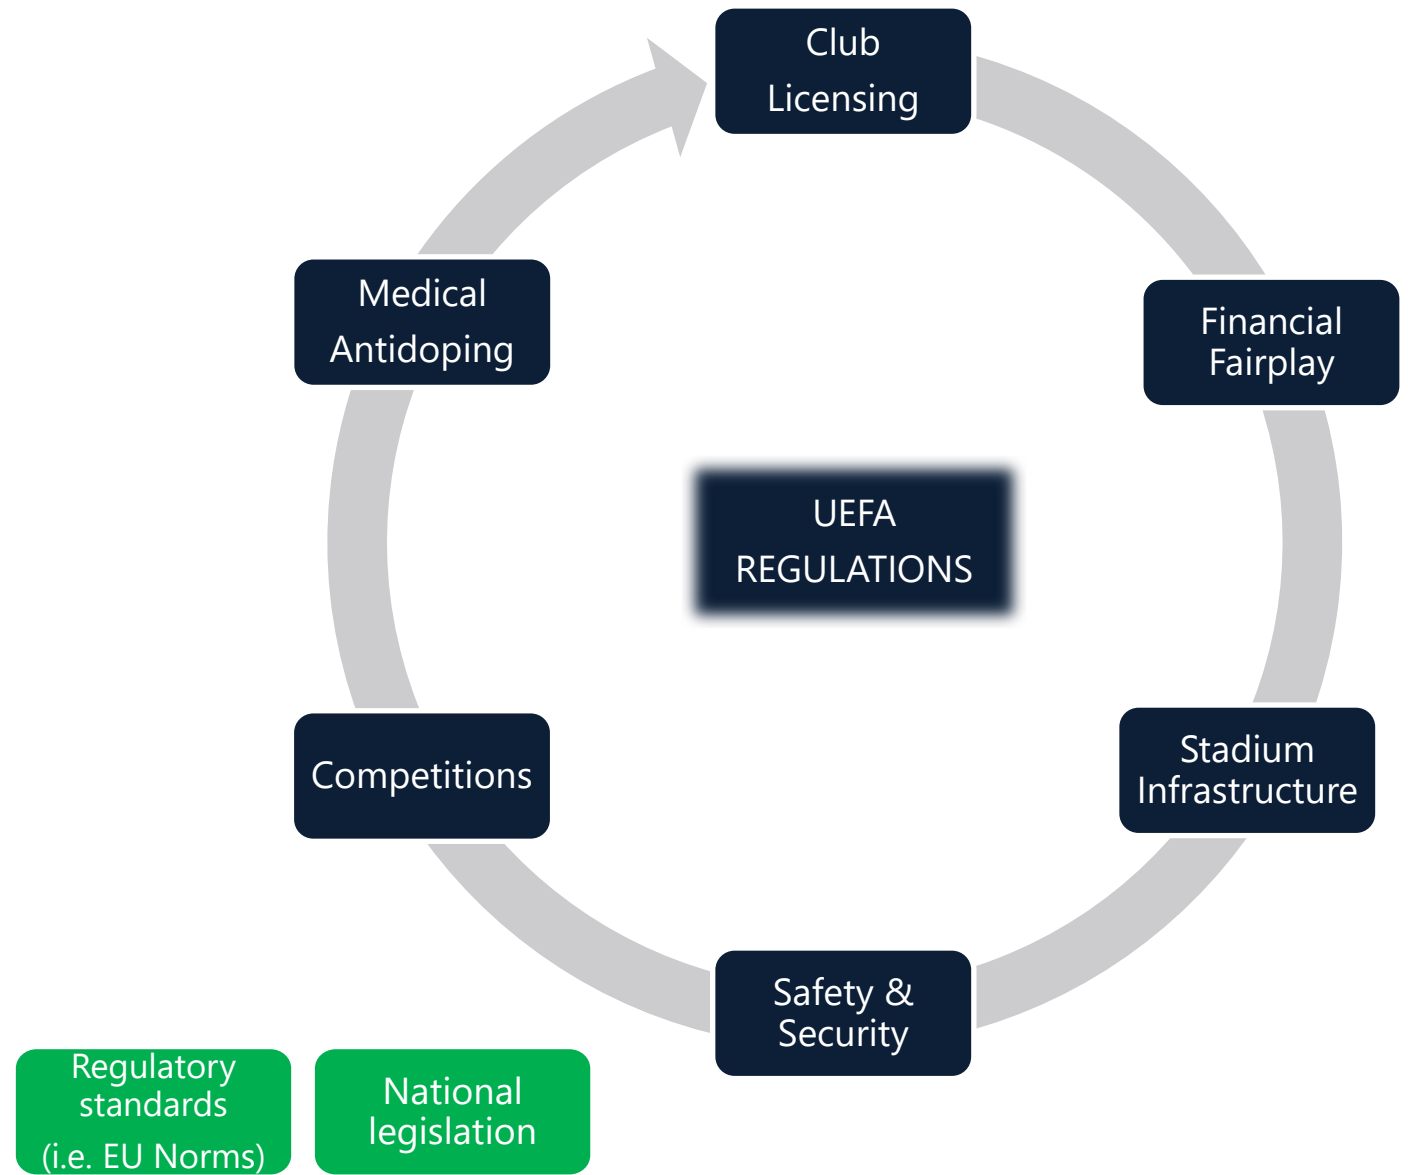 Club
Licensing
Financial
Fairplay
Stadium
Infrastructure
Safety &
Security
Competitions
Medical
Antidoping
UEFA
REGULATIONS
Regulatory
standards
(i.e. EU Norms)
National
legislation